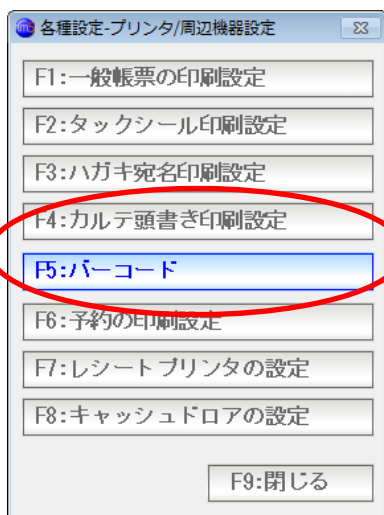 各種設定-プリンタ/周辺機器設定
F1:一般帳票の印刷設定
F2:タックシール印刷設定
F3:ハガキ宛名印刷設定
F4:カルテ頭書き印刷設定
F5:バーコード
F6:予約の印刷設定
F7:レシートプリンタの設定
F8:キャッシュドロアの設定
F9:閉じる